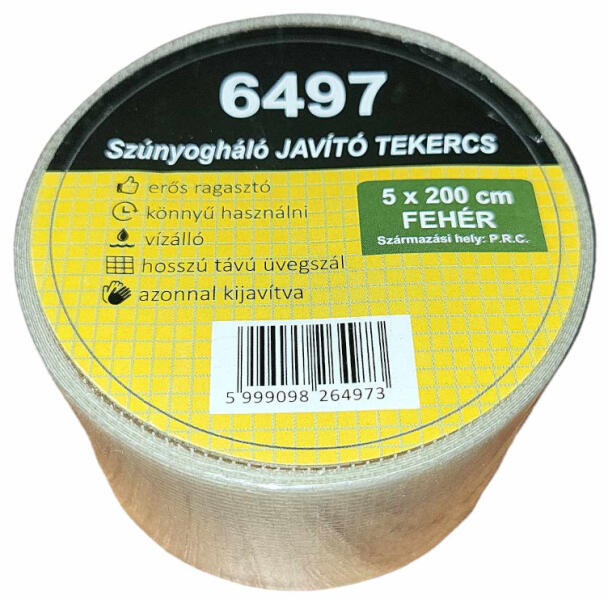 6497
Szúnyogháló JAVÍTÓ TEKERCS
erős ragasztó
könnyű használni
vízálló
hosszú távú üvegszál
azonnal kijavítva
5 x 200 cm
FEHÉR
Származási hely: P.R.C.
5 999098 264973